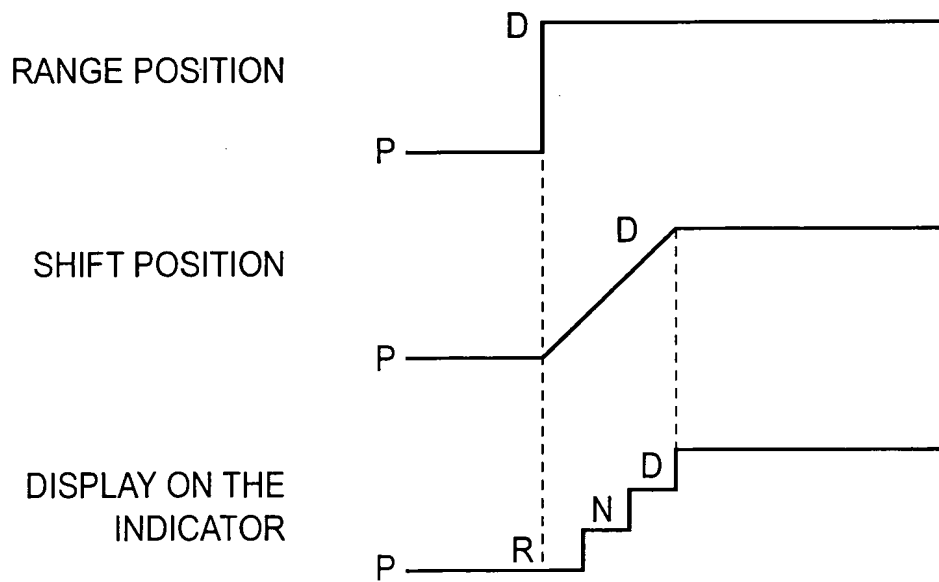 D
RANGE POSITION
P
D
SHIFT POSITION
P
D
DISPLAY ON THE
N
INDICATOR
R
P